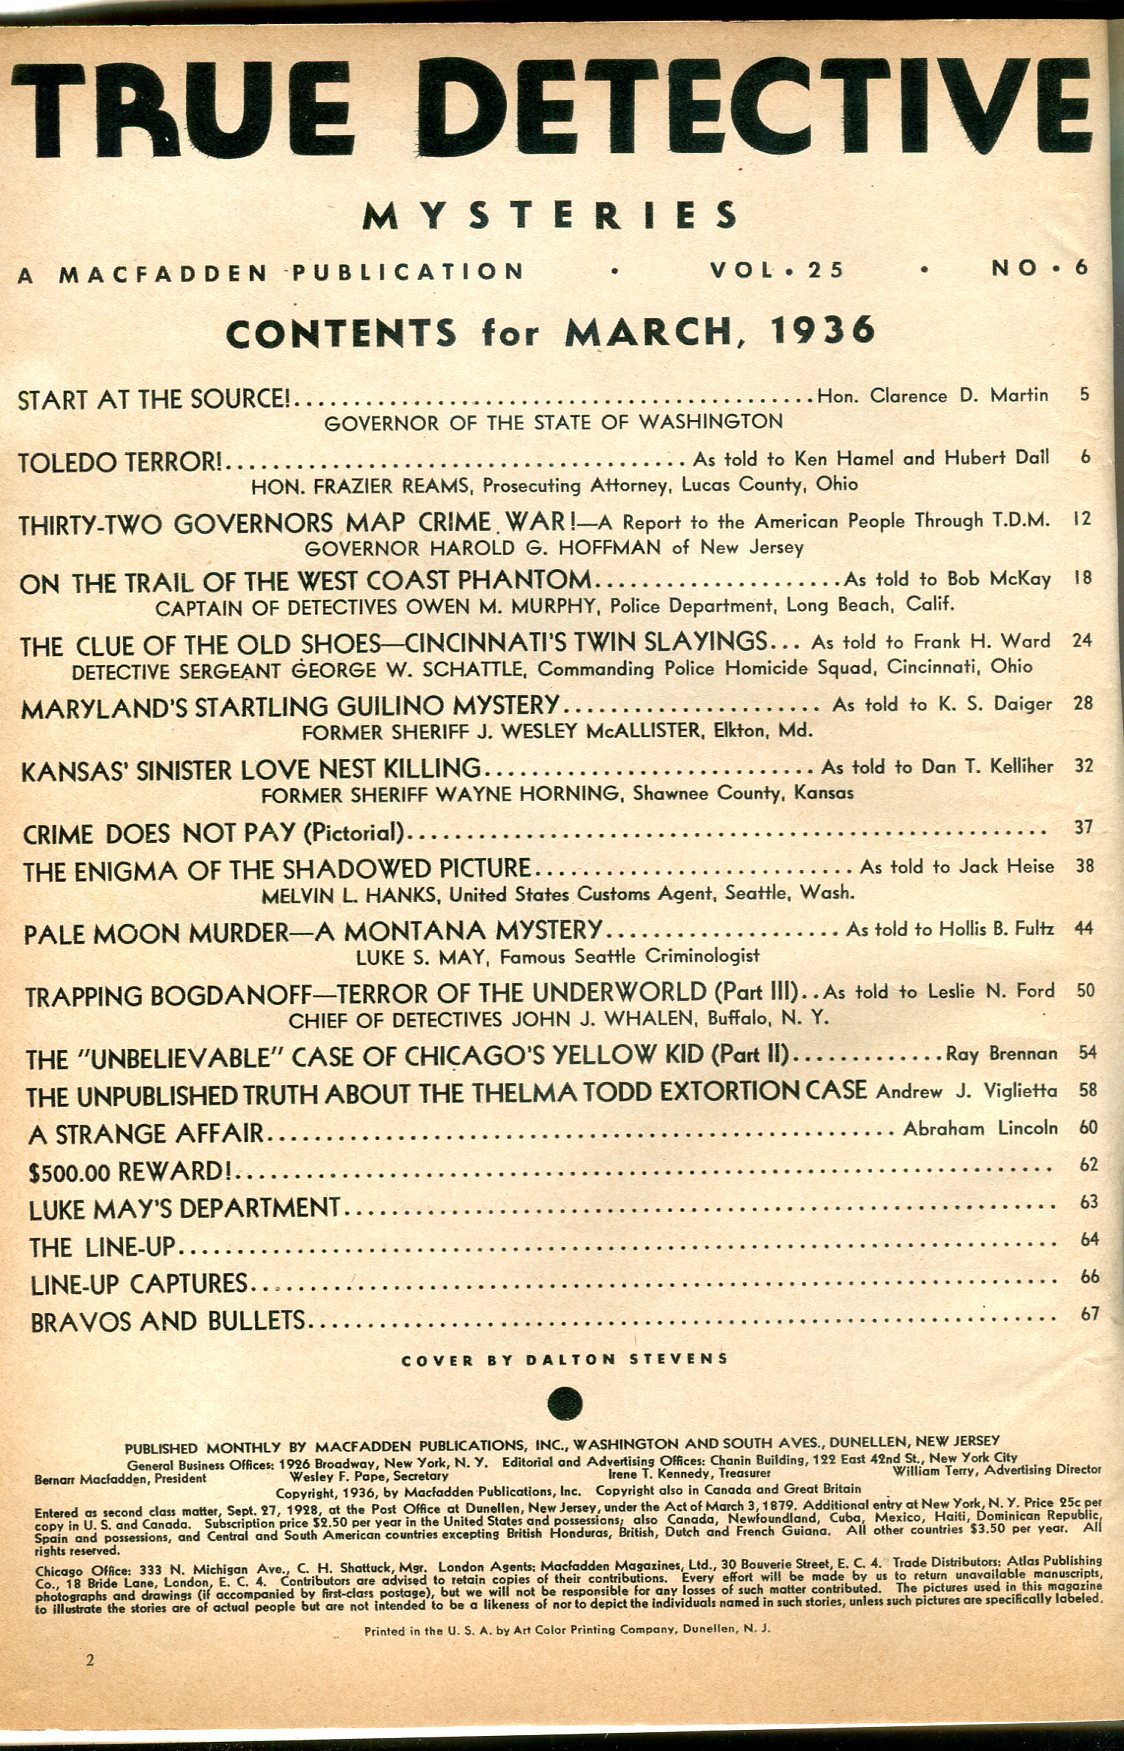 TRUE DETECTIVE
MYSTERIES
A MACFADDEN PUBLICATION • VOL • 25 • NO • 6
CONTENTS for MARCH, 1936
START AT THE SOURCE!............................................Hon. Clarence D. Martin 5
GOVERNOR OF THE STATE OF WASHINGTON
TOLEDO TERROR!....................................... As told to Ken Hamel and Hubert Dall 6
HON. FRAZIER REAMS, Prosecuting Attorney, Lucas County, Ohio
THIRTY-TWO GOVERNORS MAP CRIME WAR!—A Report to the American People Through T.D.M. 12
GOVERNOR HAROLD G. HOFFMAN of New Jersey
ON THE TRAIL OF THE WEST COAST PHANTOM.....................As told to Bob McKay 18
CAPTAIN OF DETECTIVES OWEN M. MURPHY, Police Department, Long Beach, Calif.
THE CLUE OF THE OLD SHOES—CINCINNATI'S TWIN SLAYINGS... As told to Frank H. Ward 24
DETECTIVE SERGEANT GEORGE W. SCHATTLE, Commanding Police Homicide Squad, Cincinnati, Ohio
MARYLAND'S STARTLING GUILINO MYSTERY...................... As told to K. S. Daiger 28
FORMER SHERIFF J. WESLEY McALLISTER, Elkton, Md.
KANSAS' SINISTER LOVE NEST KILLING............................ As told to Dan T. Kelliher 32
FORMER SHERIFF WAYNE HORNING, Shawnee County, Kansas
CRIME DOES NOT PAY (Pictorial)...................................................... 37
THE ENIGMA OF THE SHADOWED PICTURE........................... As told to Jack Heise 38
MELVIN L. HANKS, United States Customs Agent, Seattle, Wash.
PALE MOON MURDER—A MONTANA MYSTERY.................... As told to Hollis B. Fultz 44
LUKE S. MAY, Famous Seattle Criminologist
TRAPPING BOGDANOFF—TERROR OF THE UNDERWORLD (Part III)..As told to Leslie N. Ford 50
CHIEF OF DETECTIVES JOHN J. WHALEN, Buffalo, N. Y.
THE "UNBELIEVABLE" CASE OF CHICAGO'S YELLOW KID (Part II).............Ray Brennan 54
THE UNPUBLISHED TRUTH ABOUT THE THELMA TODD EXTORTION CASE Andrew J. Viglietta 58
A STRANGE AFFAIR..................................................... Abraham Lincoln 60
$500.00 REWARD!..................................................................... 62
LUKE MAY'S DEPARTMENT............................................................ 63
THE LINE-UP.......................................................................... 64
LINE-UP CAPTURES.................................................................... 66
BRAVOS AND BULLETS............................................................... 67
COVER BY DALTON STEVENS
PUBLISHED MONTHLY BY MACFADDEN PUBLICATIONS, INC., WASHINGTON AND SOUTH AVES., DUNELLEN, NEW JERSEY
General Business Offices: 1926 Broadway, New York, N. Y. Editorial and Advertising Offices: Chanin Building, 122 East 42nd St., New York City
Bernarr Macfadden, President Wesley F. Pape, Secretary Irene T. Kennedy, Treasurer William Terry, Advertising Director
Copyright, 1936, by Macfadden Publications, Inc. Copyright also in Canada and Great Britain
Entered as second class matter, Sept. 27, 1928, at the Post Office at Dunellen, New Jersey, under the Act of March 3, 1879. Additional entry at New York, N. Y. Price 25c per
copy in U. S. and Canada. Subscription price $2.50 per year in the United States and possessions; also Canada, Newfoundland, Cuba, Mexico, Haiti, Dominican Republic,
Spain and possessions, and Central and South American countries excepting British Honduras, British, Dutch and French Guiana. All other countries $3.50 per year. All
rights reserved.
Chicago Office: 333 N. Michigan Ave., C. H. Shattuck, Mgr. London Agents: Macfadden Magazines, Ltd., 30 Bouverie Street, E. C. 4. Trade Distributors: Atlas Publishing
Co., 18 Bride Lane, London, E. C. 4. Contributors are advised to retain copies of their contributions. Every effort will be made by us to return unavailable manuscripts,
photographs and drawings (if accompanied by first-class postage), but we will not be responsible for any losses of such matter contributed. The pictures used in this magazine
to illustrate the stories are of actual people but are not intended to be a likeness of nor to depict the individuals named in such stories, unless such pictures are specifically labeled.
Printed in the U. S. A. by Art Color Printing Company, Dunellen, N. J.
2